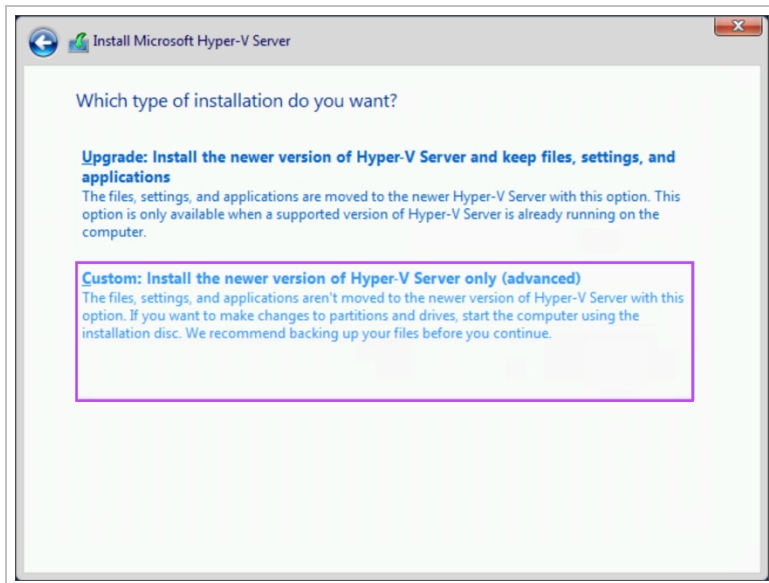 Install Microsoft Hyper-V Server
Which type of installation do you want?
Upgrade: Install the newer version of Hyper-V Server and keep files, settings, and
applications
The files, settings, and applications are moved to the newer Hyper-V Server with this option. This
option is only available when a supported version of Hyper-V Server is already running on the
computer.
Custom: Install the newer version of Hyper-V Server only (advanced)
The files, settings, and applications aren't moved to the newer version of Hyper-V Server with this
option. If you want to make changes to partitions and drives, start the computer using the
installation disc. We recommend backing up your files before you continue.